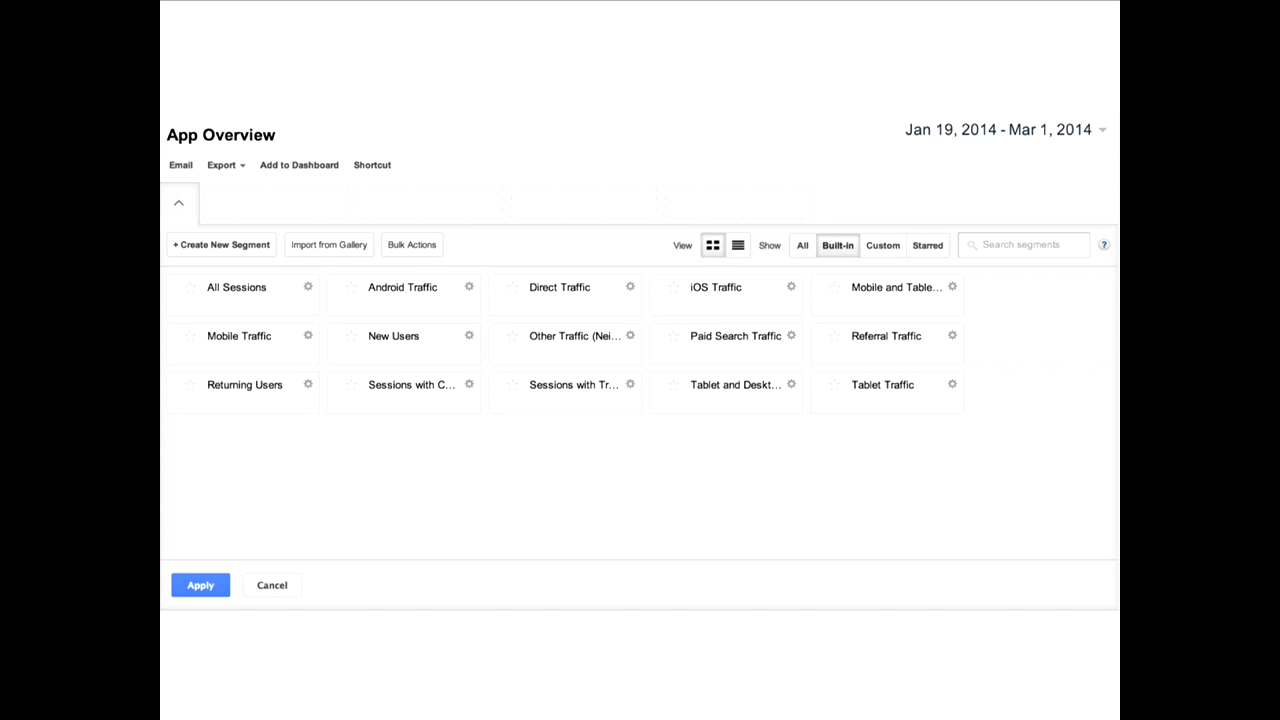 App Overview
Jan 19, 2014 - Mar 1, 2014
Email Export Add to Dashboard Shortcut
+ Create New Segment Import from Gallery Bulk Actions View Show All Built-in Custom Starred Search segments ?
All Sessions Android Traffic Direct Traffic iOS Traffic Mobile and Table...
Mobile Traffic New Users Other Traffic (Nei... Paid Search Traffic Referral Traffic
Returning Users Sessions with C... Sessions with Tr... Tablet and Deskt... Tablet Traffic
Apply Cancel